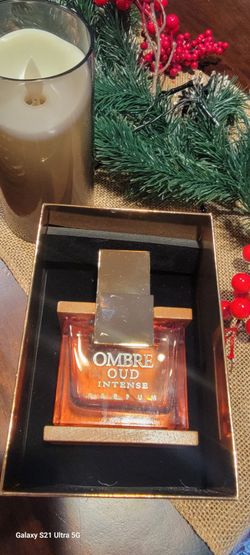 OMBRE
OUD
INTENSE
PARFUM
Galaxy S21 Ultra 5G